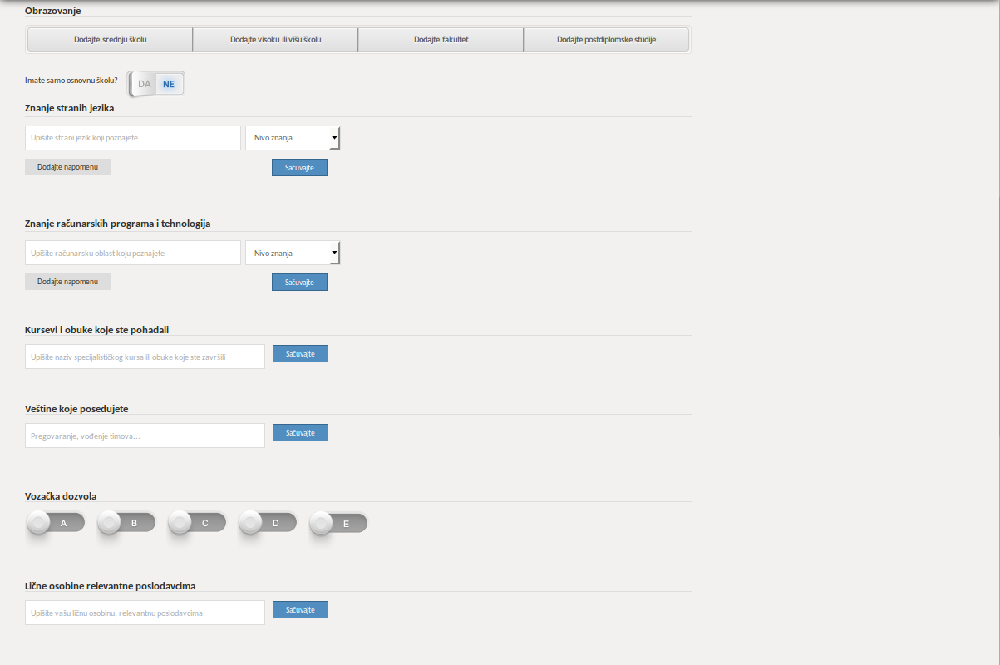 Obrazovanje
Dodajte srednju školu Dodajte visoku ili višu školu Dodajte fakultet Dodajte postdiplomske studije
Imate samo osnovnu školu? DA NE
Znanje stranih jezika
Upišite strani jezik koji poznajete Nivo znanja
Dodajte napomenu Sačuvajte
Znanje računarskih programa i tehnologija
Upišite računarsku oblast koju poznajete Nivo znanja
Dodajte napomenu Sačuvajte
Kursevi i obuke koje ste pohađali
Upišite naziv specijalističkog kursa ili obuke koje ste završili Sačuvajte
Veštine koje posedujete
Pregovaranje, vođenje timova... Sačuvajte
Vozačka dozvola
A B C D E
Lične osobine relevantne poslodavcima
Upišite vašu ličnu osobinu, relevantnu poslodavcima Sačuvajte